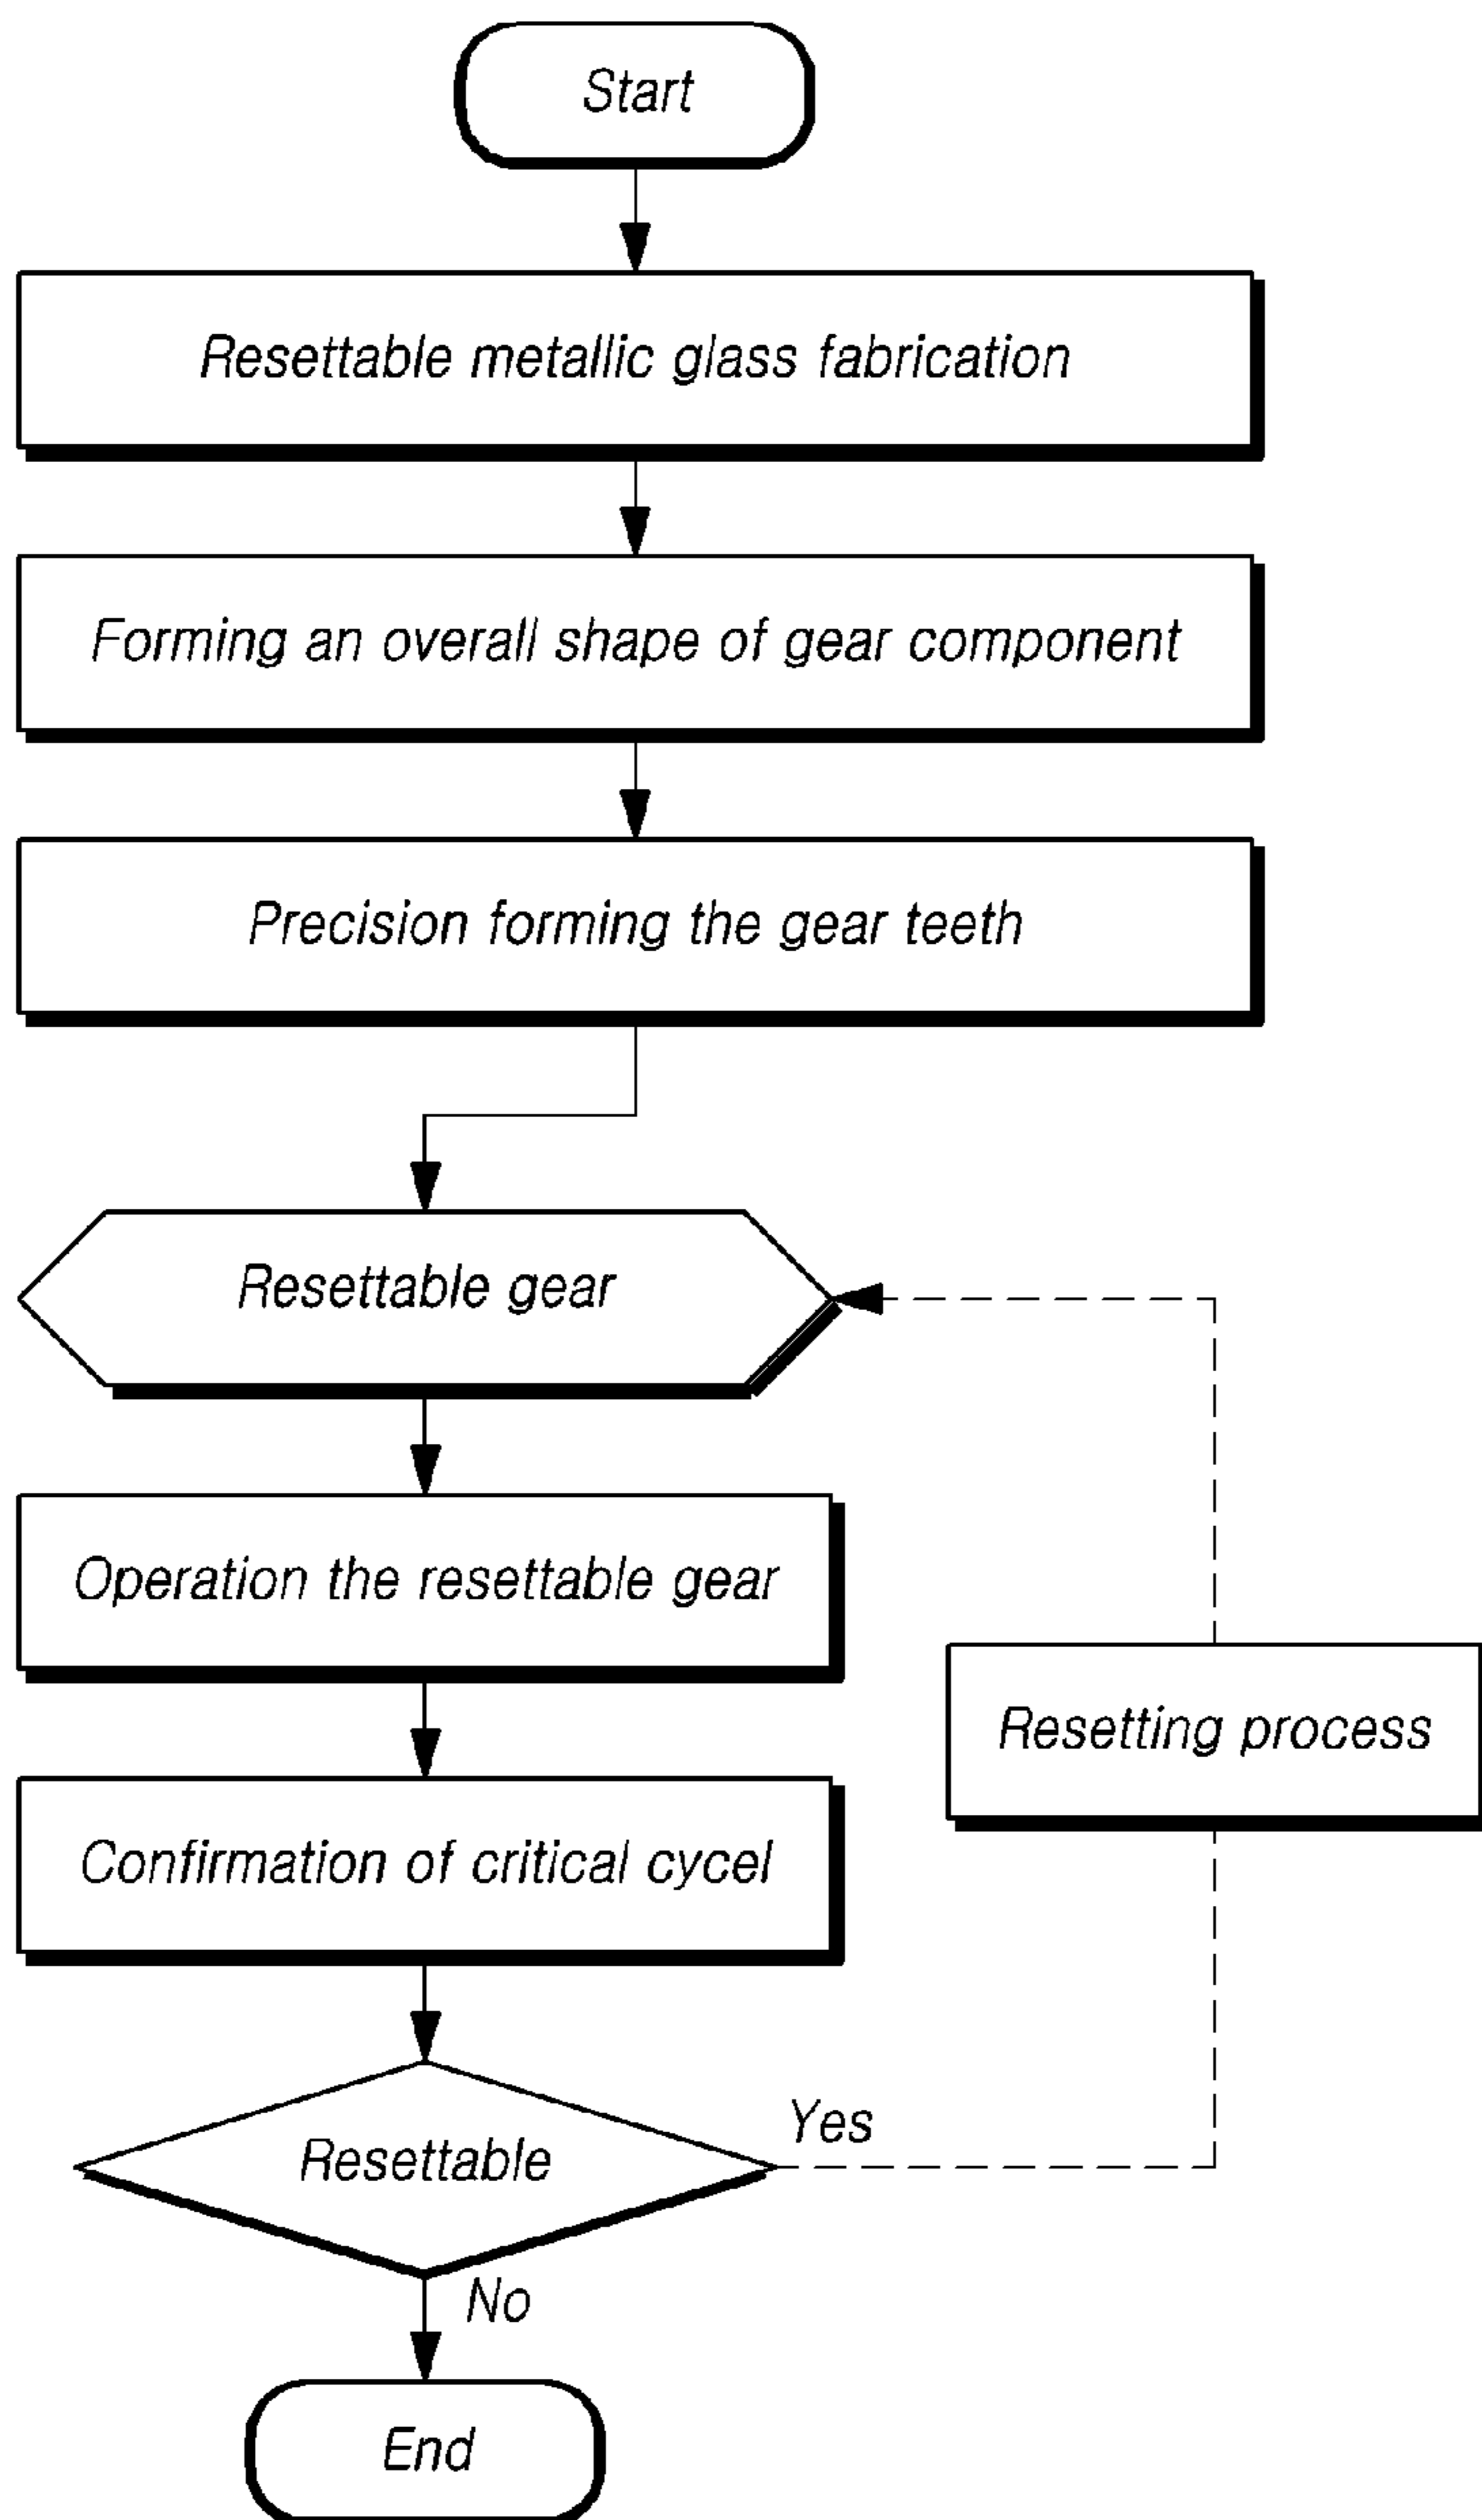 Start
Resettable metallic glass fabrication
Forming an overall shape of gear component
Precision forming the gear teeth
Resettable gear
Operation the resettable gear
Resetting process
Confirmation of critical cycel
Yes
Resettable
No
End